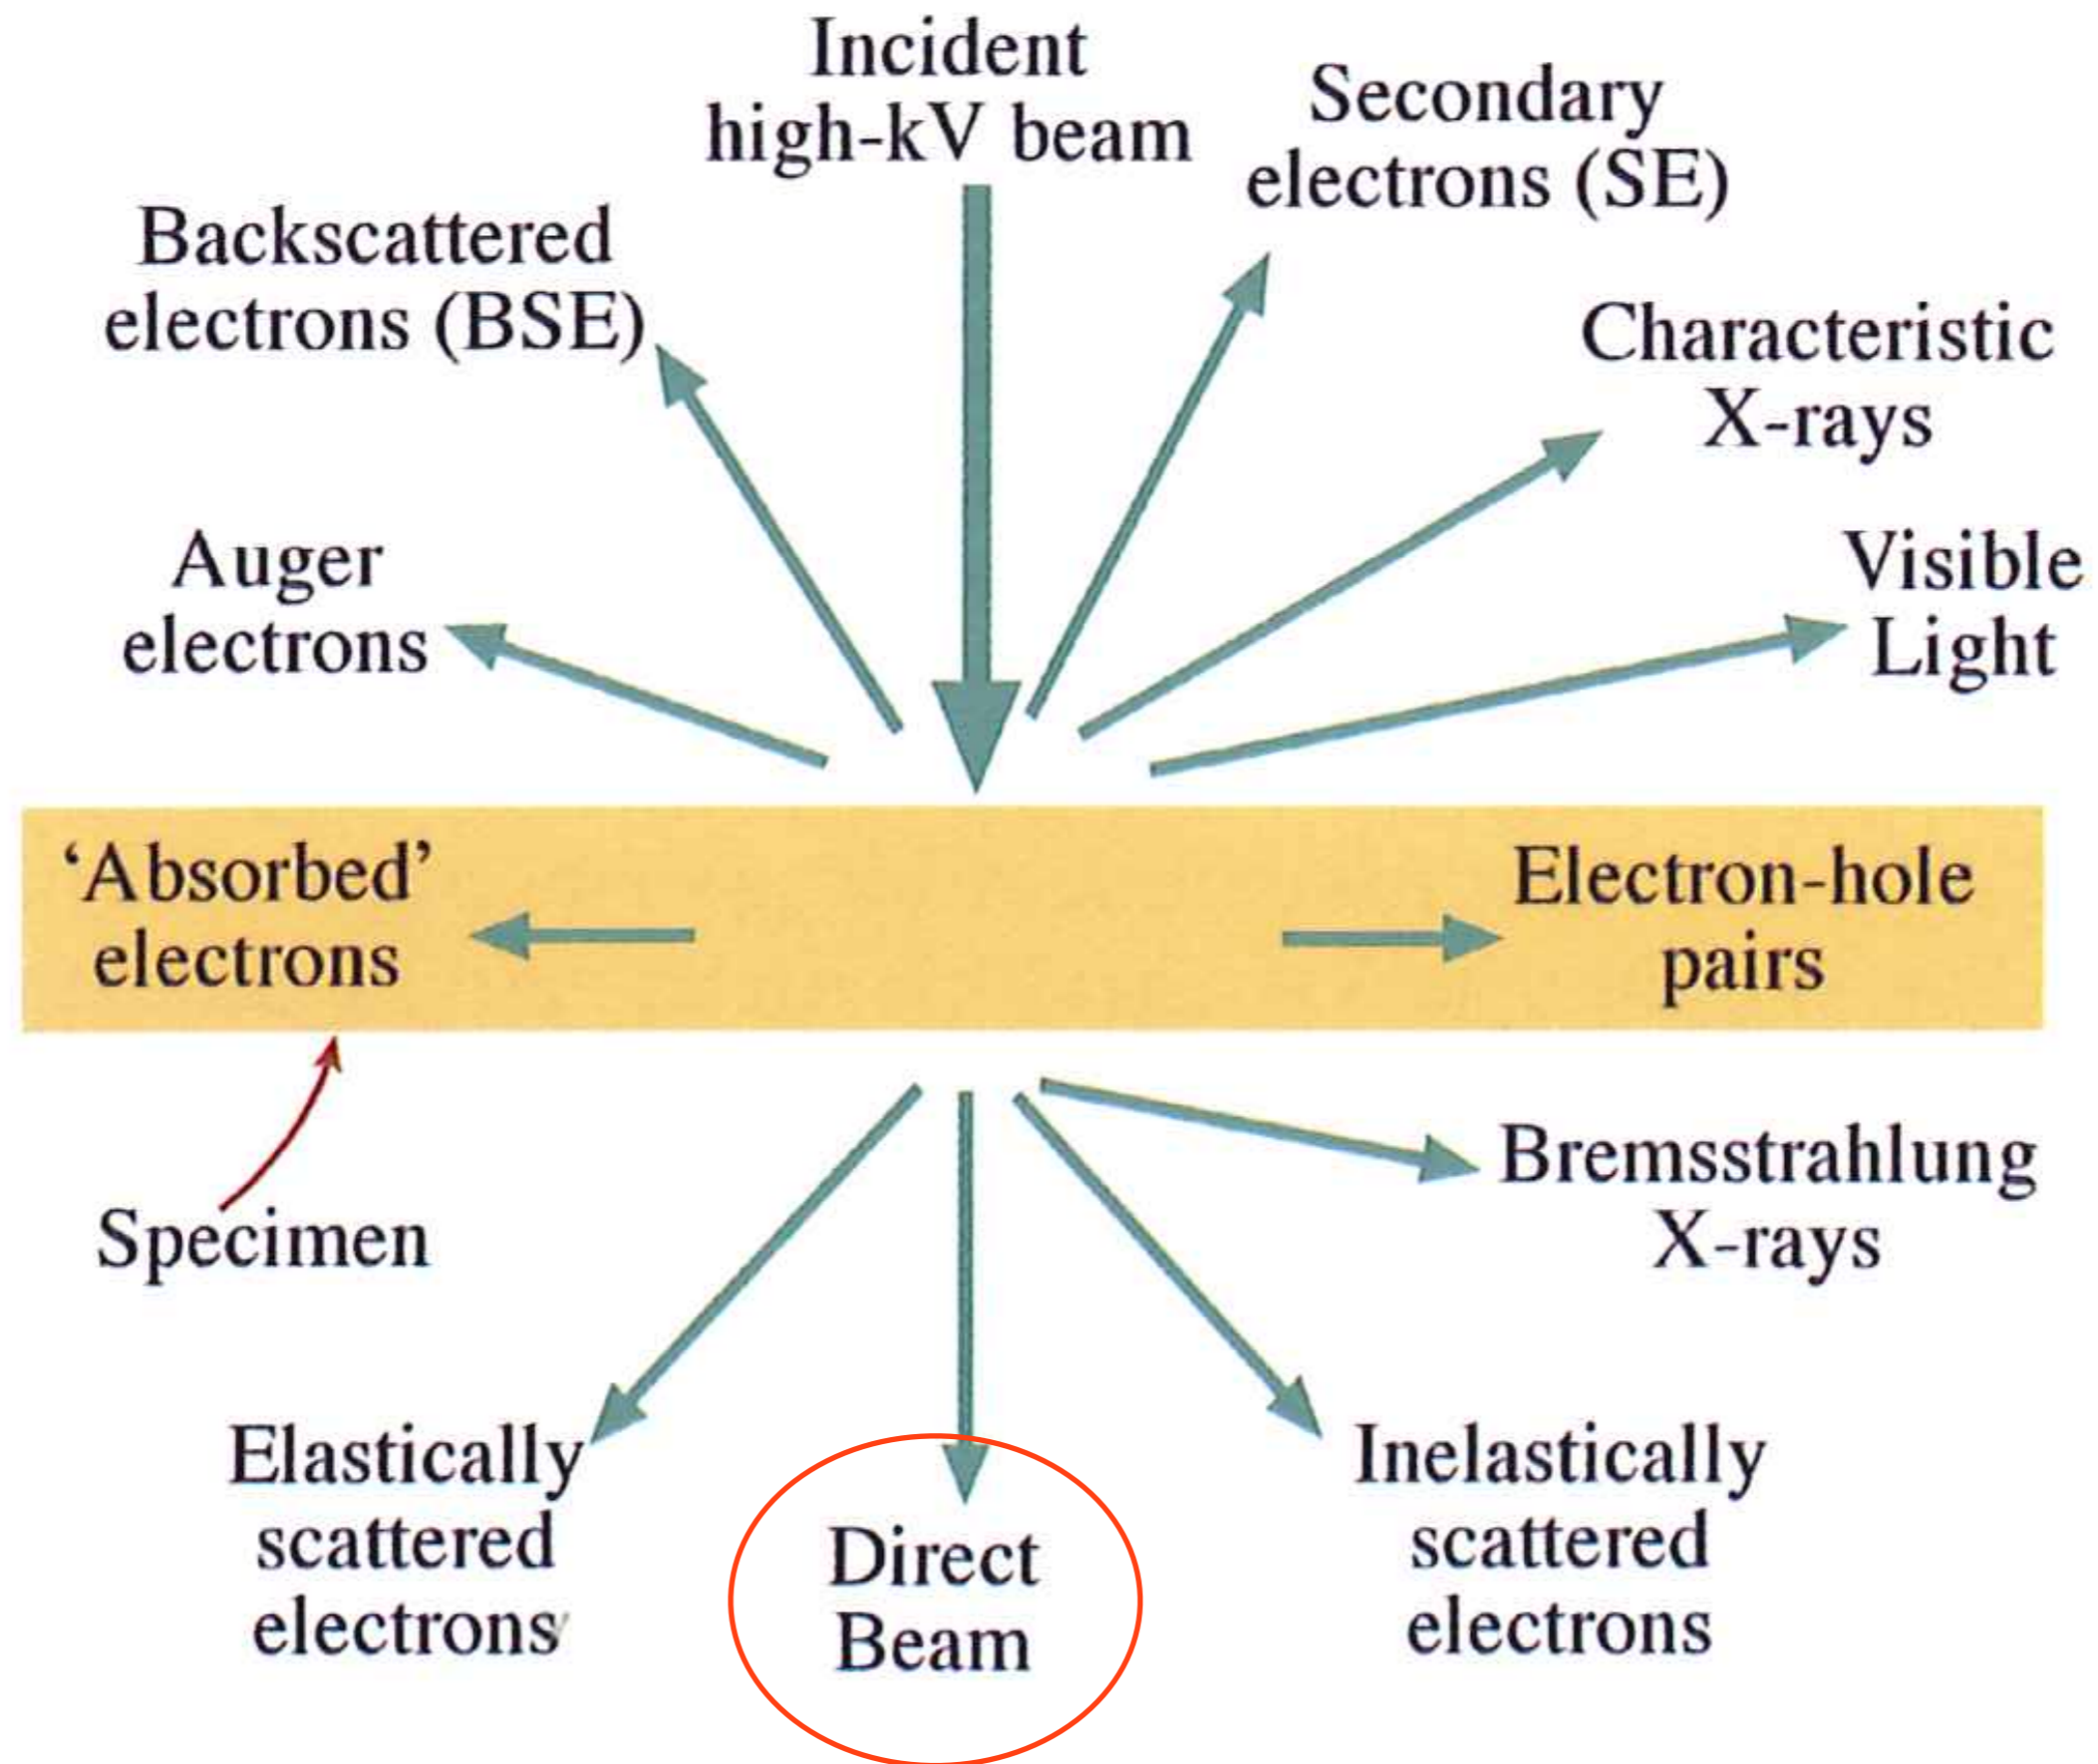 Incident
high-kV beam
Secondary
electrons (SE)
Backscattered
electrons (BSE)
Characteristic
X-rays
Auger
electrons
Visible
Light
‘Absorbed’
electrons
Electron-hole
pairs
Specimen
Bremsstrahlung
X-rays
Elastically
scattered
electrons
Direct
Beam
Inelastically
scattered
electrons